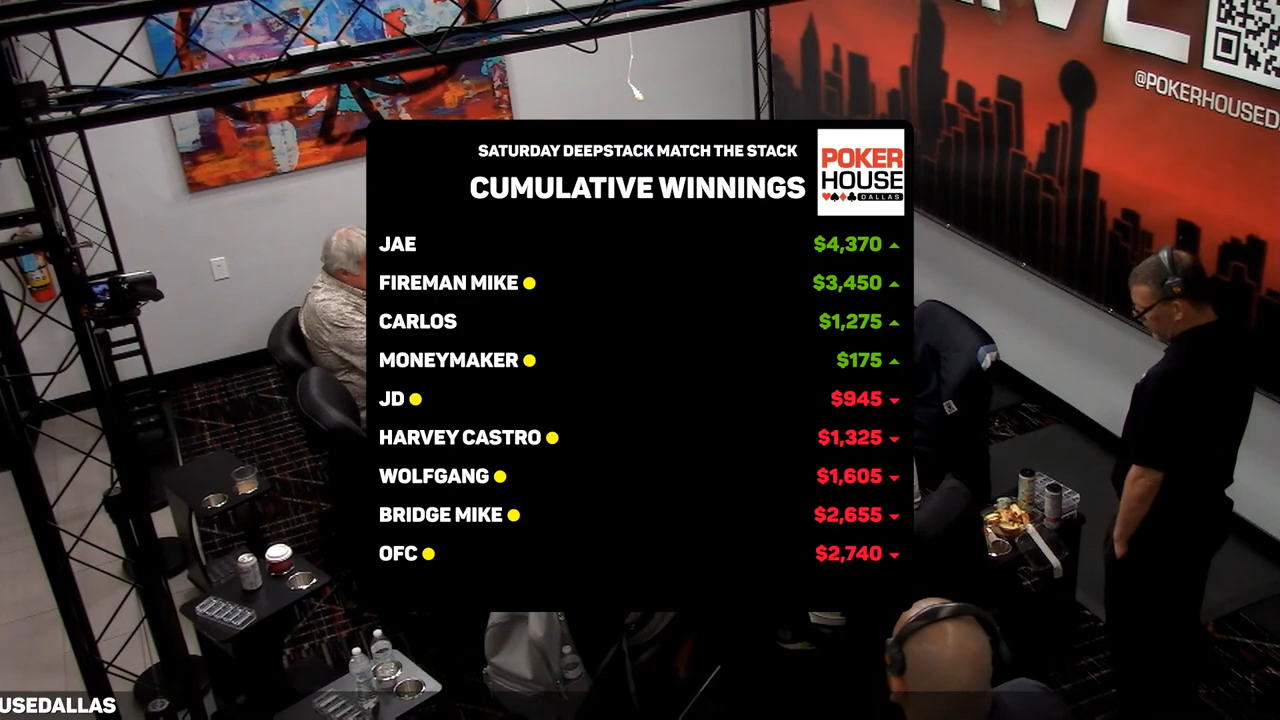 @POKERHOUSED
SATURDAY DEEPSTACK MATCH THE STACK
CUMULATIVE WINNINGS
POKER
HOUSE
DALLAS
JAE $4,370
FIREMAN MIKE $3,450
CARLOS $1,275
MONEYMAKER $175
JD $945
HARVEY CASTRO $1,325
WOLFGANG $1,605
BRIDGE MIKE $2,655
OFC $2,740
USEDALLAS